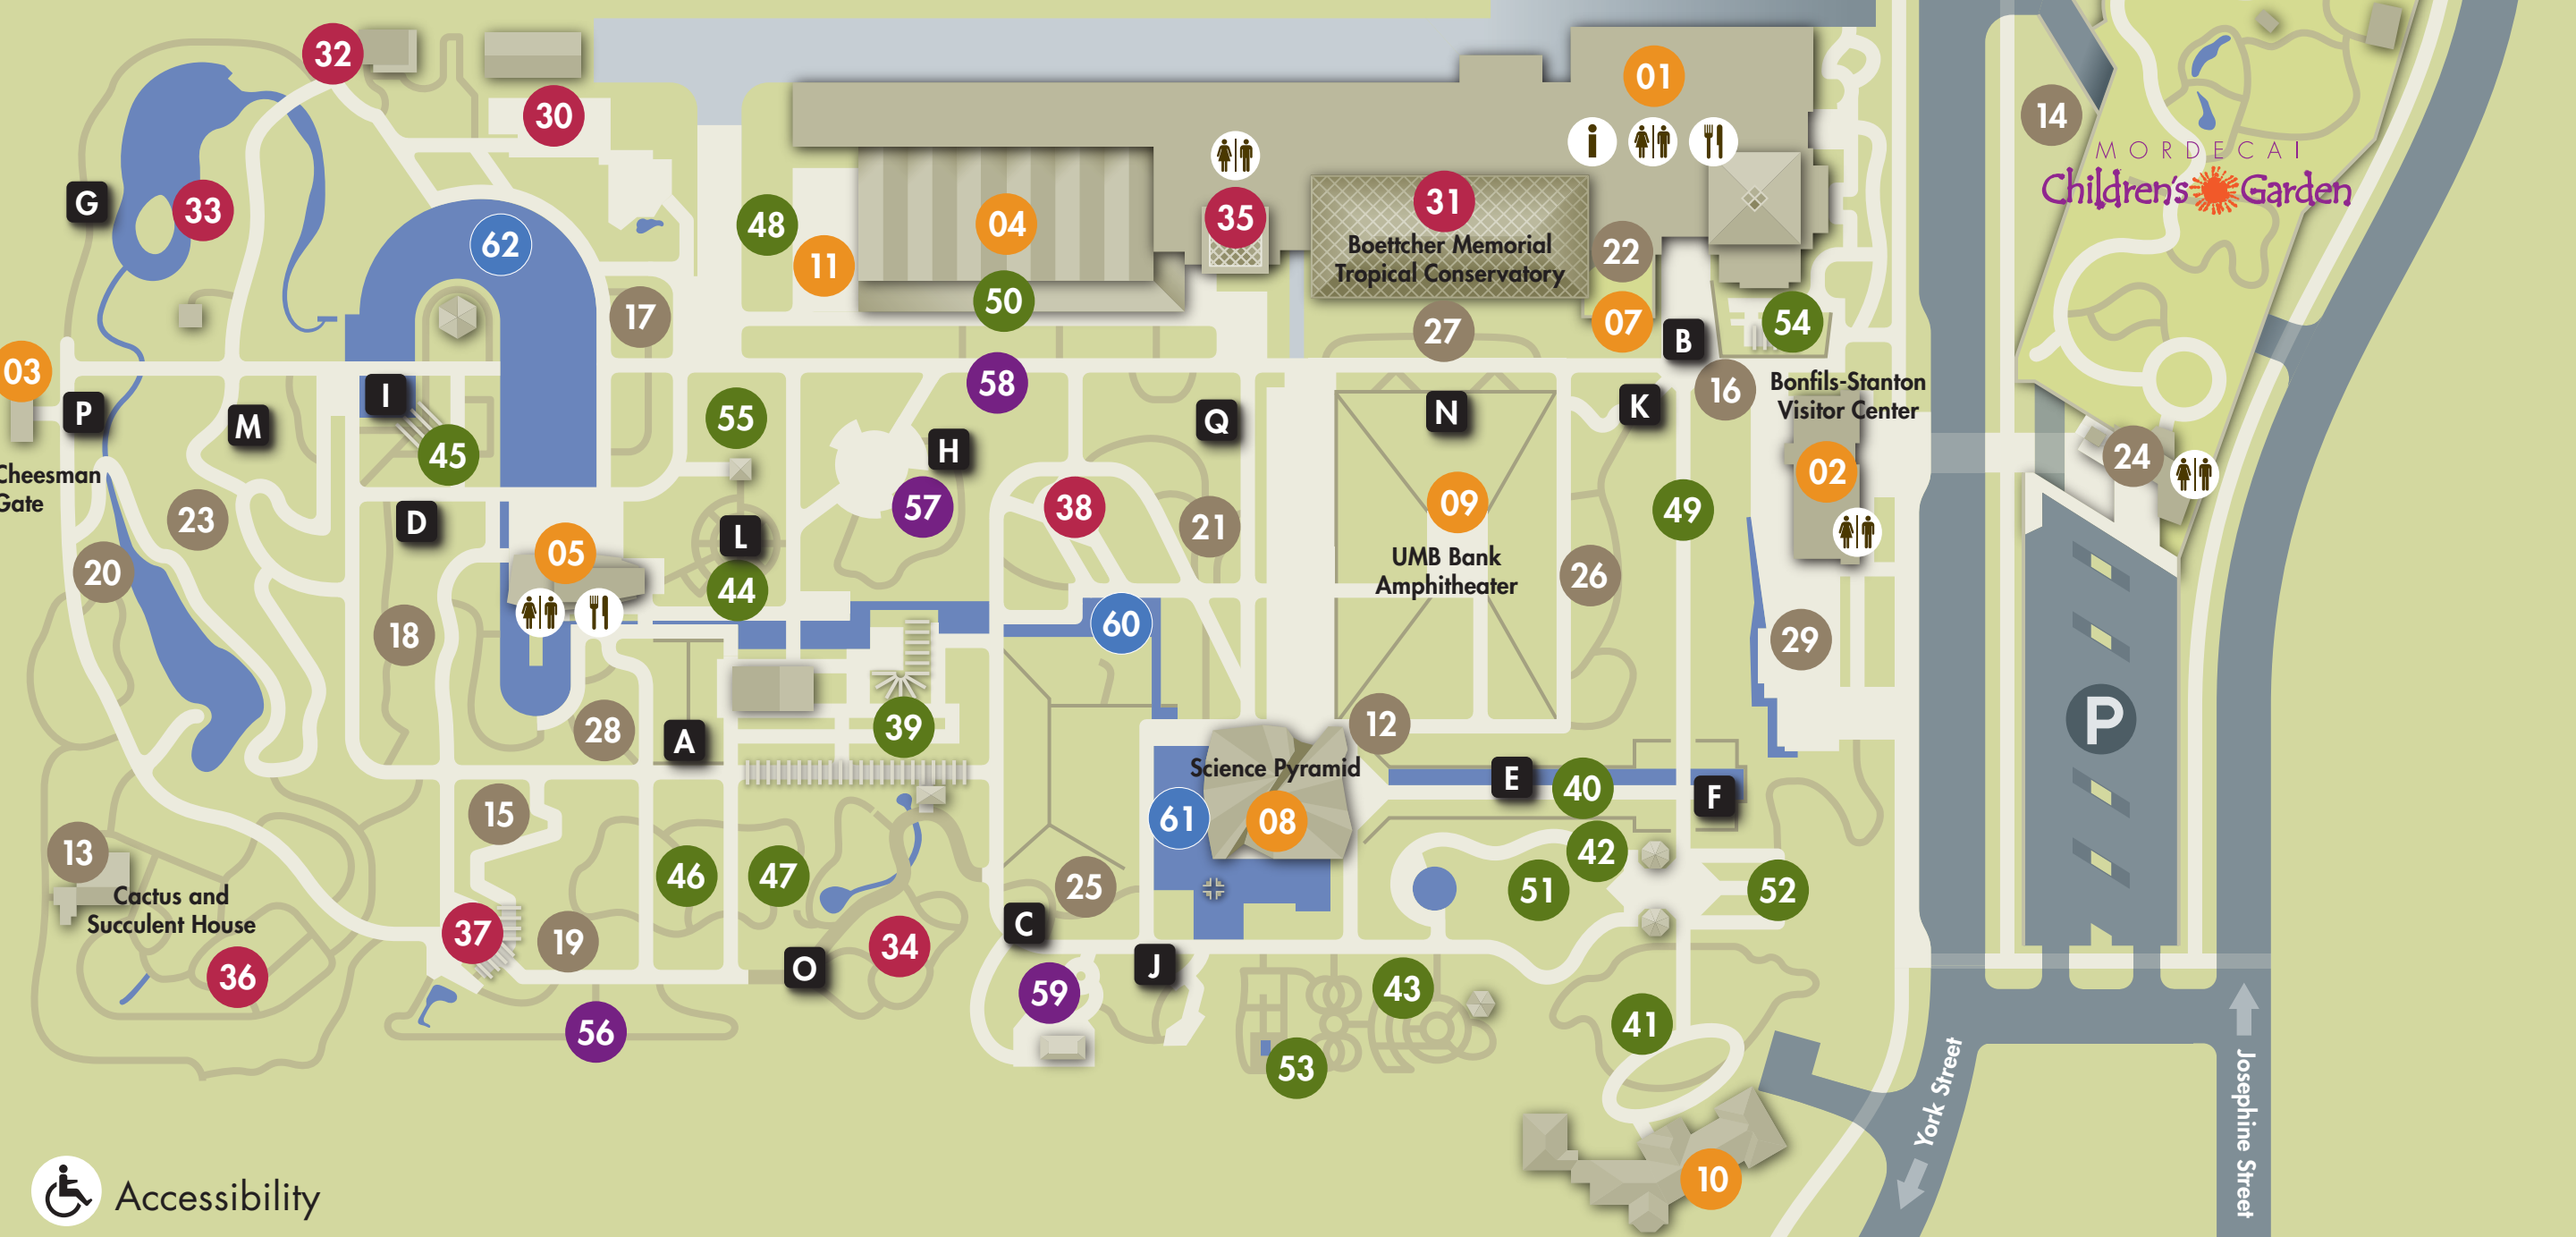 32
01
30
14
MORDECAI
Children's Garden
G
33
62
48
11
04
35
31
Boettcher Memorial
Tropical Conservatory
22
50
17
27
07
B
54
03
58
16
Bonfils-Stanton
Visitor Center
P
I
M
45
55
H
Q
N
K
02
24
Cheesman
Gate
23
D
05
L
57
38
21
09
49
UMB Bank
Amphitheater
20
44
26
18
60
29
28
A
39
12
P
Science Pyramid
E
40
F
61
08
15
13
46
47
25
42
51
52
Cactus and
Succulent House
37
19
34
C
36
O
59
J
43
41
56
53
York Street
Josephine Street
10
Accessibility